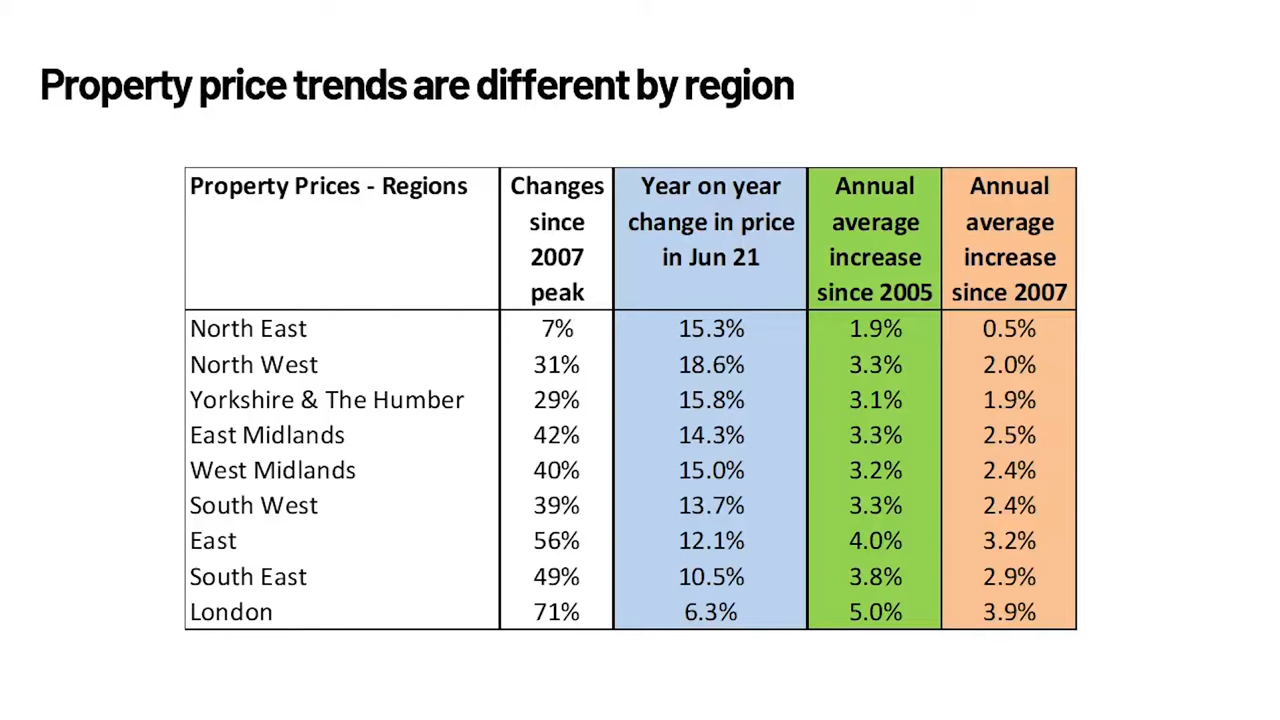 Property price trends are different by region
Property Prices - Regions Changes since 2007 peak Year on year change in price in Jun 21 Annual average increase since 2005 Annual average increase since 2007
North East 7% 15.3% 1.9% 0.5%
North West 31% 18.6% 3.3% 2.0%
Yorkshire & The Humber 29% 15.8% 3.1% 1.9%
East Midlands 42% 14.3% 3.3% 2.5%
West Midlands 40% 15.0% 3.2% 2.4%
South West 39% 13.7% 3.3% 2.4%
East 56% 12.1% 4.0% 3.2%
South East 49% 10.5% 3.8% 2.9%
London 71% 6.3% 5.0% 3.9%